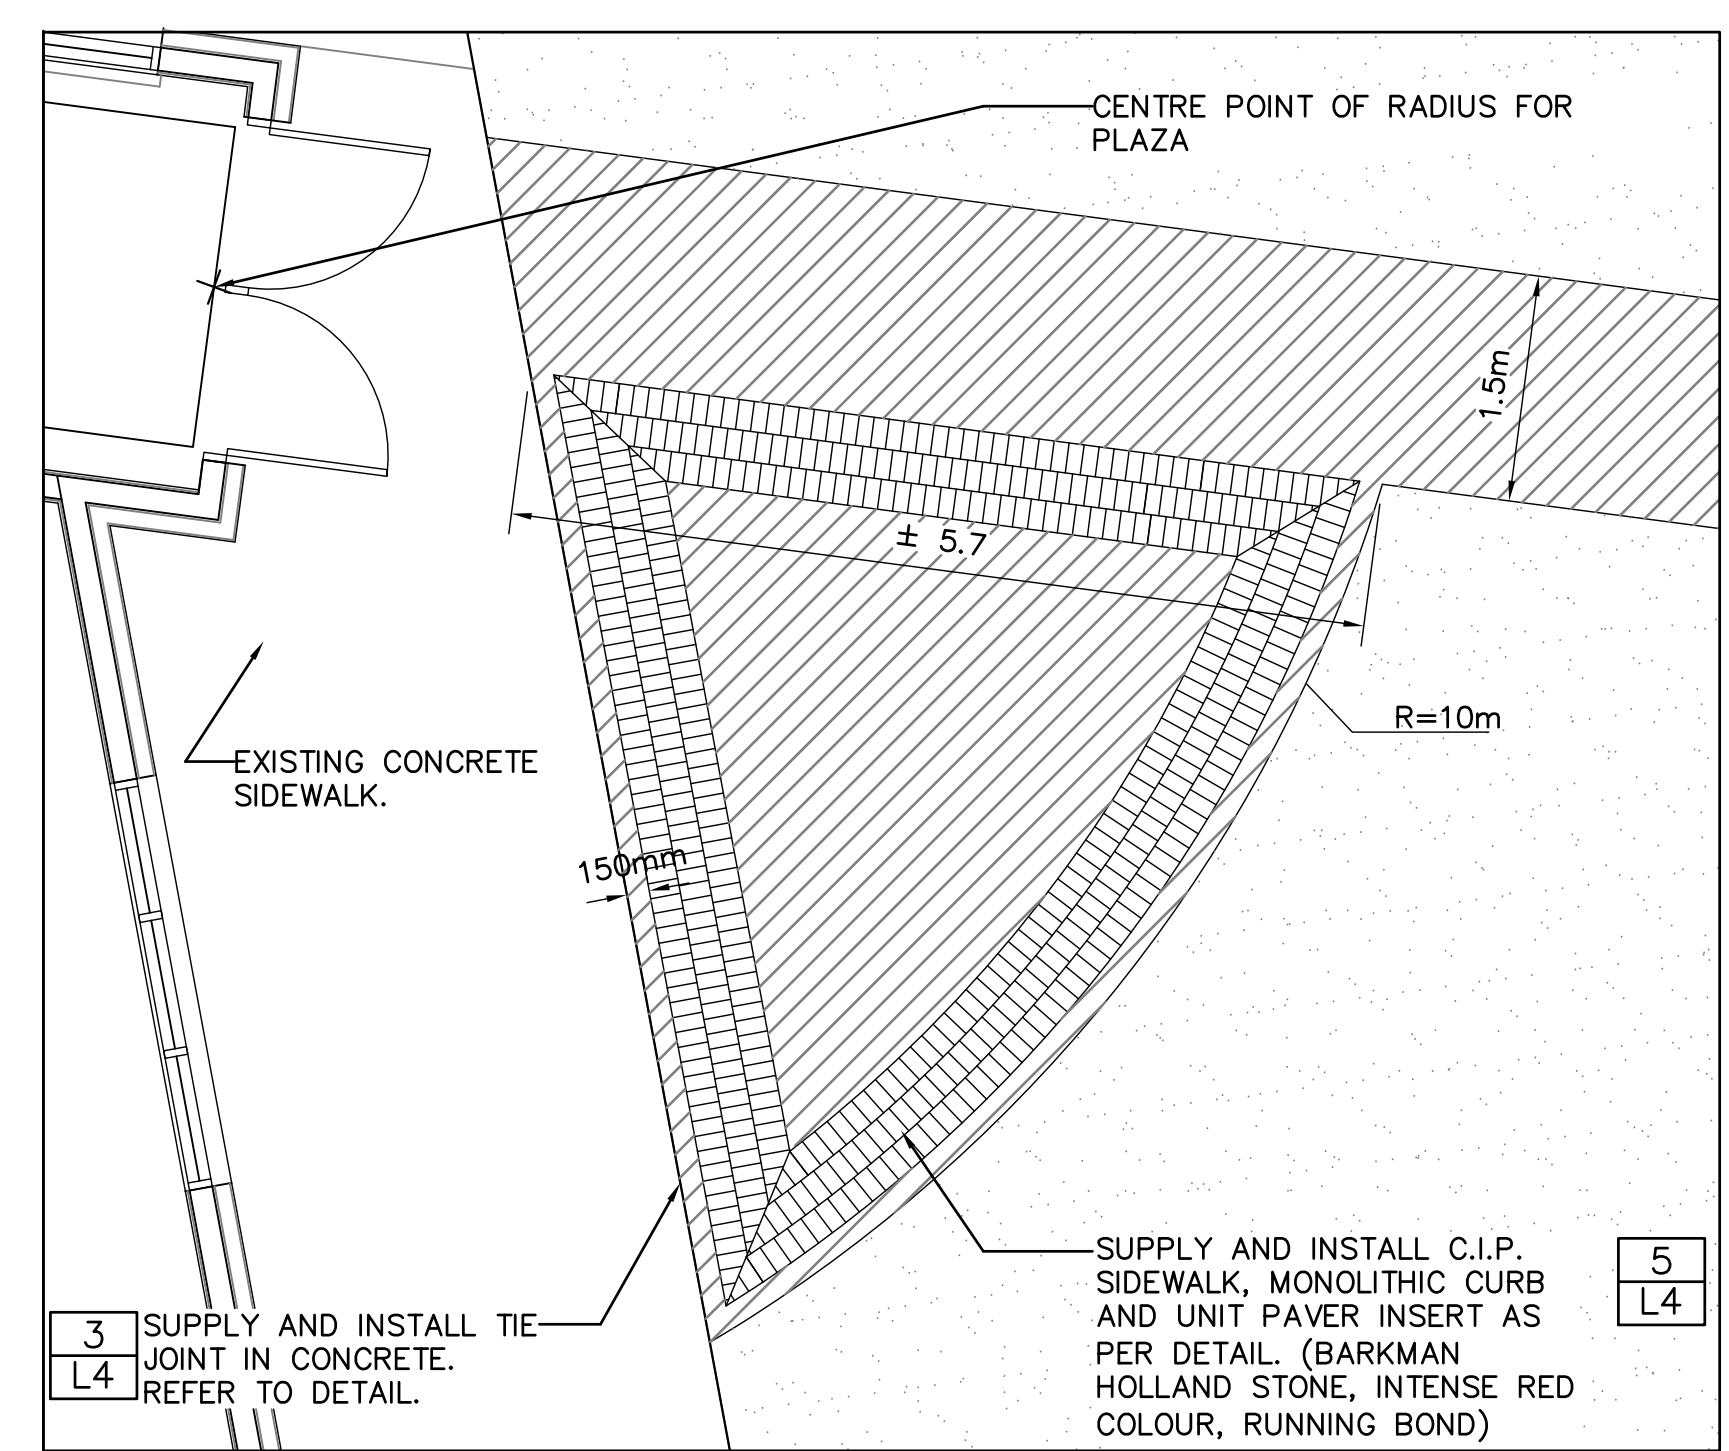 CENTRE POINT OF RADIUS FOR
PLAZA
1.5m
± 5.7
R=10m
EXISTING CONCRETE
SIDEWALK.
150mm
SUPPLY AND INSTALL C.I.P.
SIDEWALK, MONOLITHIC CURB
AND UNIT PAVER INSERT AS
PER DETAIL. (BARKMAN
HOLLAND STONE, INTENSE RED
COLOUR, RUNNING BOND)
5
L4
3
L4
SUPPLY AND INSTALL TIE
JOINT IN CONCRETE.
REFER TO DETAIL.